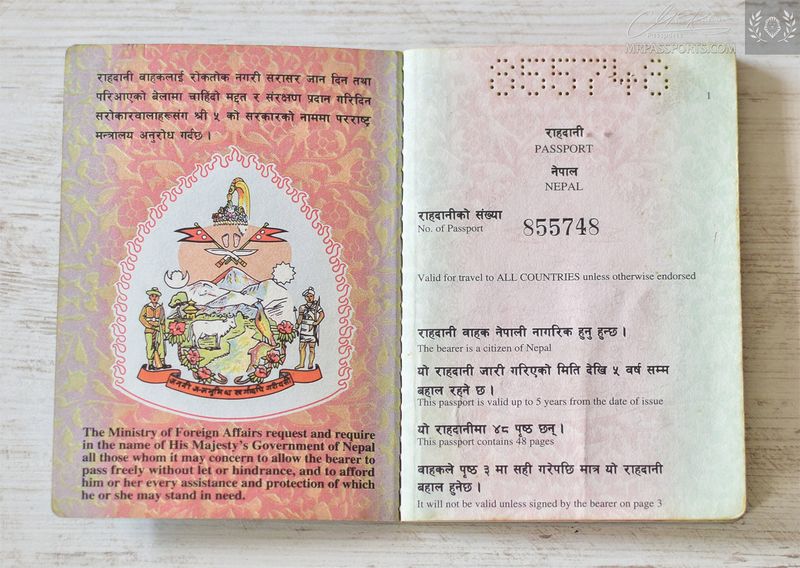 MRPASSPORTS.COM
राहदानी वाहकलाई रोकतोक नगरी सरासर जान दिन तथा
परिआएको बेलामा चाहिंदो मद्दत र संरक्षण प्रदान गरिदिन
सरोकारवालाहरूसंग श्री ५ को सरकारको नाममा परराष्ट्र
मन्त्रालय अनुरोध गर्दछ ।
जननी जन्मभूमिश्च स्वर्गादपि गरीयसी
The Ministry of Foreign Affairs request and require
in the name of His Majesty's Government of Nepal
all those whom it may concern to allow the bearer to
pass freely without let or hindrance, and to afford
him or her every assistance and protection of which
he or she may stand in need.
855748
1
राहदानी
PASSPORT
नेपाल
NEPAL
राहदानीको संख्या
No. of Passport 855748
Valid for travel to ALL COUNTRIES unless otherwise endorsed
राहदानी वाहक नेपाली नागरिक हुनु हुन्छ ।
The bearer is a citizen of Nepal
यो राहदानी जारी गरिएको मिति देखि ५ वर्ष सम्म
बहाल रहने छ ।
This passport is valid up to 5 years from the date of issue
यो राहदानीमा ४८ पृष्ठ छन् ।
This passport contains 48 pages
वाहकले पृष्ठ ३ मा सही गरेपछि मात्र यो राहदानी
बहाल हुनेछ ।
It will not be valid unless signed by the bearer on page 3